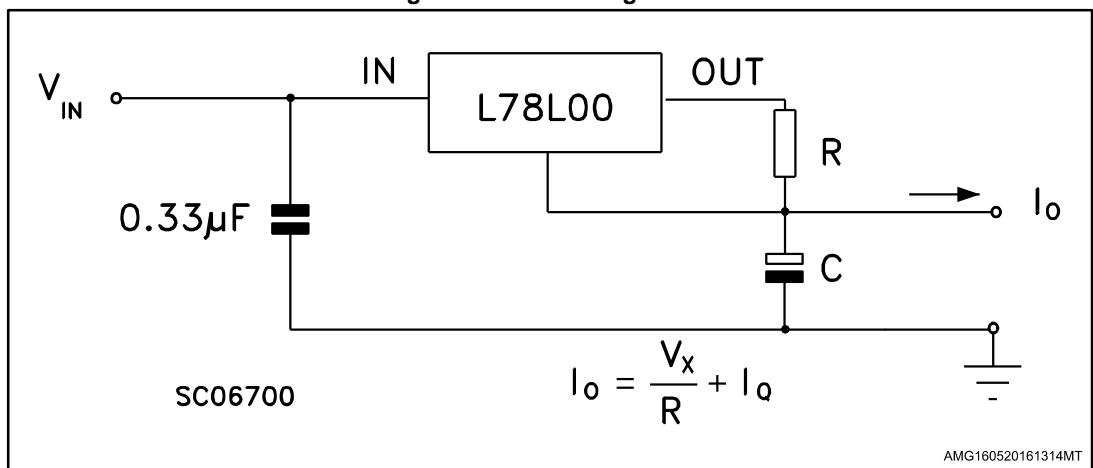 V_IN
IN
L78L00
OUT
R
0.33µF
I_O
C
I_O = V_X / R + I_Q
SC06700
AMG160520161314MT